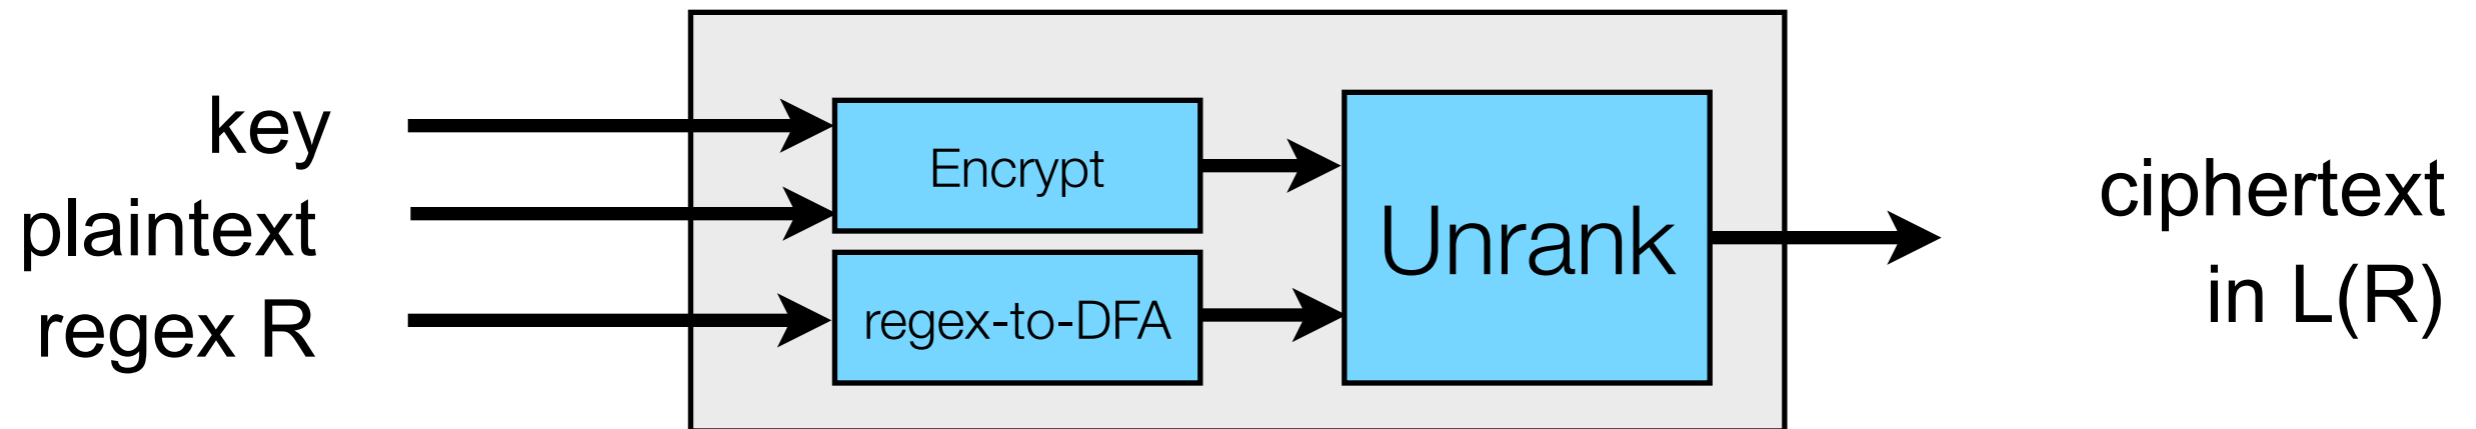 key
plaintext
regex R
Encrypt
regex-to-DFA
Unrank
ciphertext
in L(R)